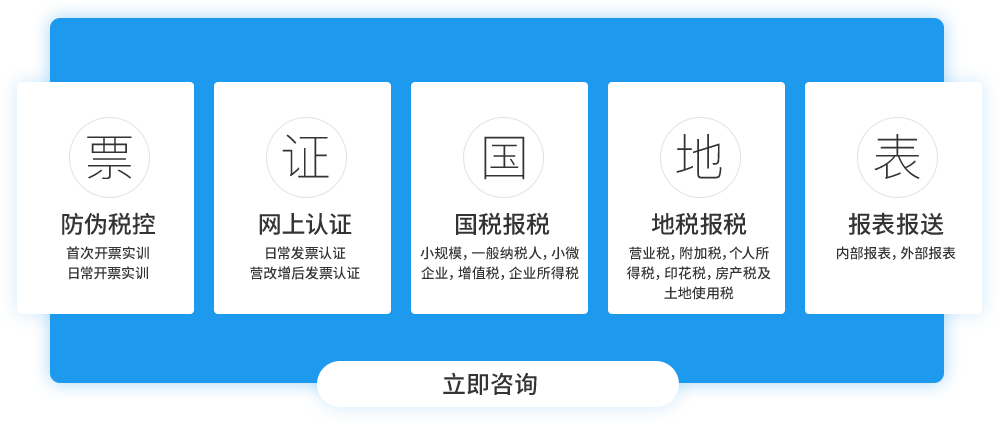 票
防伪税控
首次开票实训
日常开票实训
证
网上认证
日常发票认证
营改增后发票认证
国
国税报税
小规模，一般纳税人，小微
企业，增值税，企业所得税
地
地税报税
营业税，附加税，个人所
得税，印花税，房产税及
土地使用税
表
报表报送
内部报表，外部报表
立即咨询